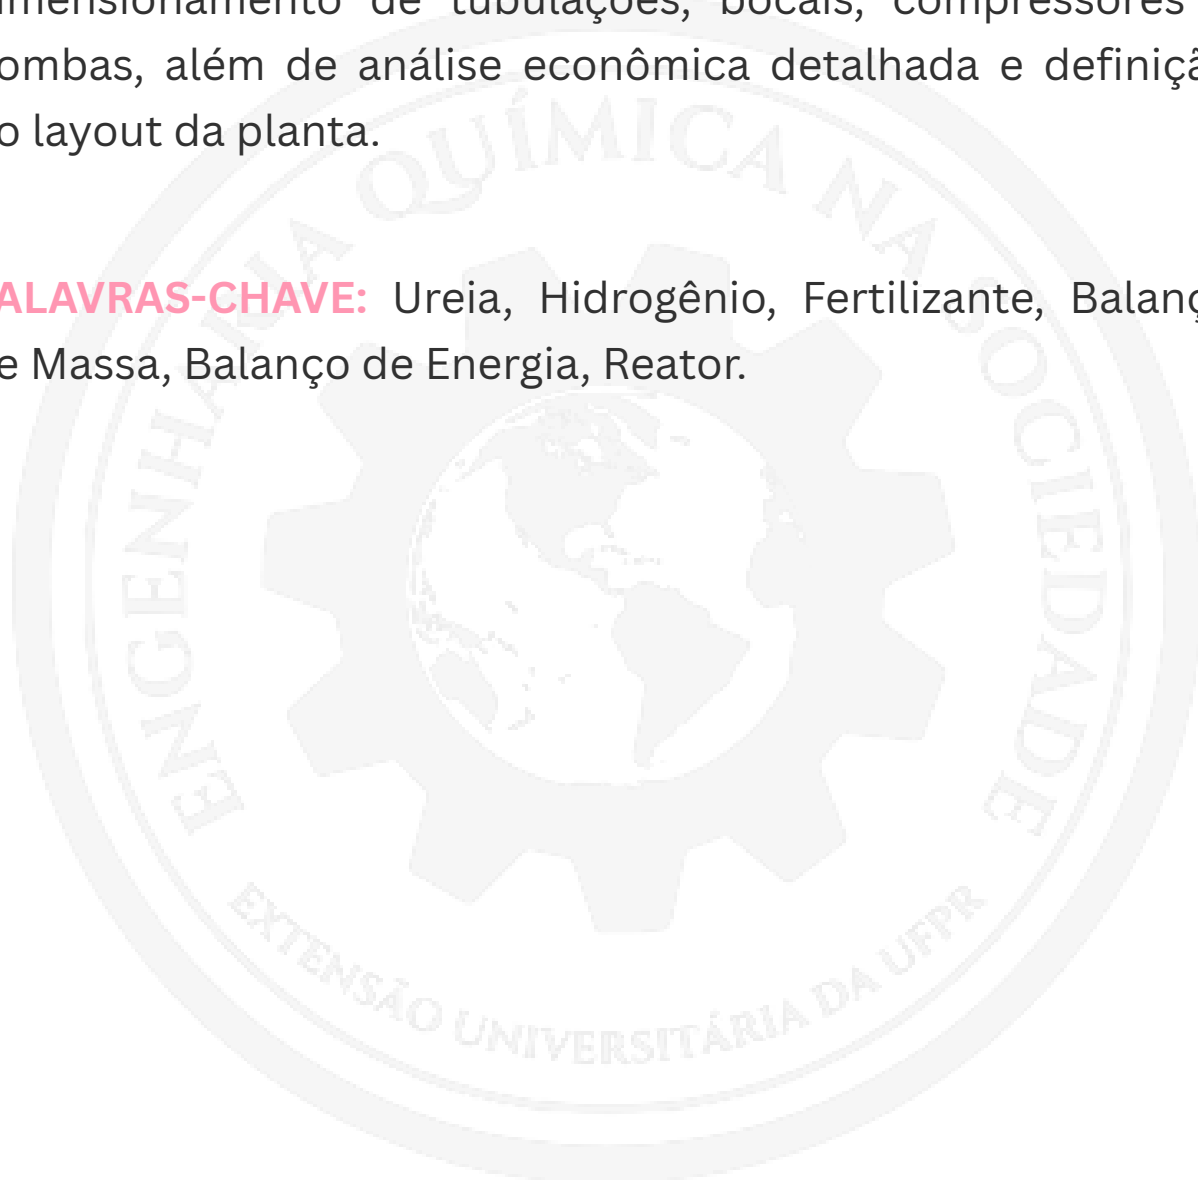 imensionamento de tubulações, bocais, compressores
ombas, além de análise econômica detalhada e definiçã
o layout da planta.
ALAVRAS-CHAVE: Ureia, Hidrogênio, Fertilizante, Balanç
e Massa, Balanço de Energia, Reator.
ENGENHARIA QUÍMICA NA SOCIEDADE
EXTENSÃO UNIVERSITÁRIA DA UFPR